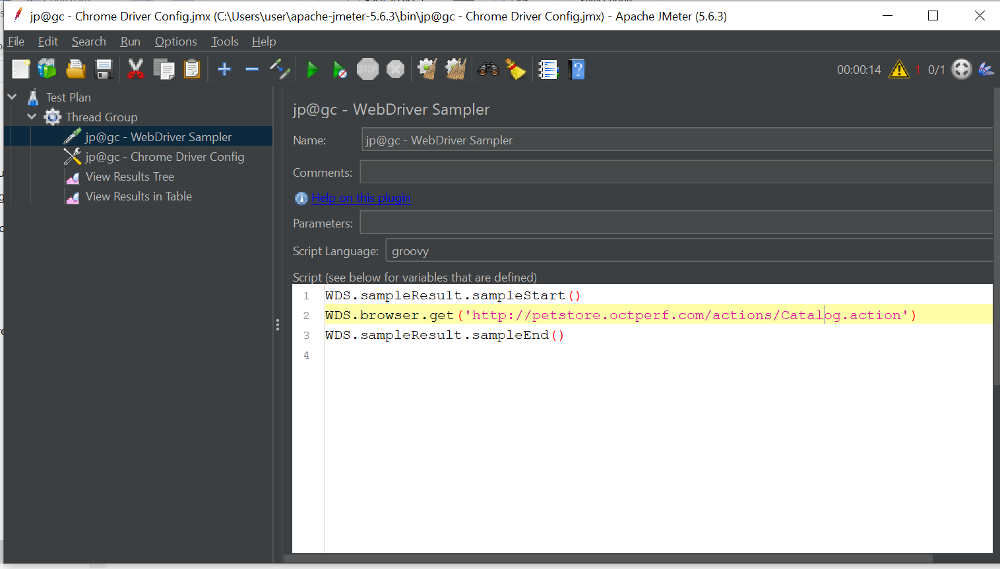 jp@gc - Chrome Driver Config.jmx (C:\Users\user\apache-jmeter-5.6.3\bin\jp@gc - Chrome Driver Config.jmx) - Apache JMeter (5.6.3)
File Edit Search Run Options Tools Help
STOP
00:00:14 1 0/1
Test Plan
Thread Group
jp@gc - WebDriver Sampler
jp@gc - Chrome Driver Config
View Results Tree
View Results in Table
jp@gc - WebDriver Sampler
Name: jp@gc - WebDriver Sampler
Comments:
Help on this plugin
Parameters:
Script Language: groovy
Script (see below for variables that are defined)
1 WDS.sampleResult.sampleStart()
2 WDS.browser.get('http://petstore.octperf.com/actions/Catalog.action')
3 WDS.sampleResult.sampleEnd()
4